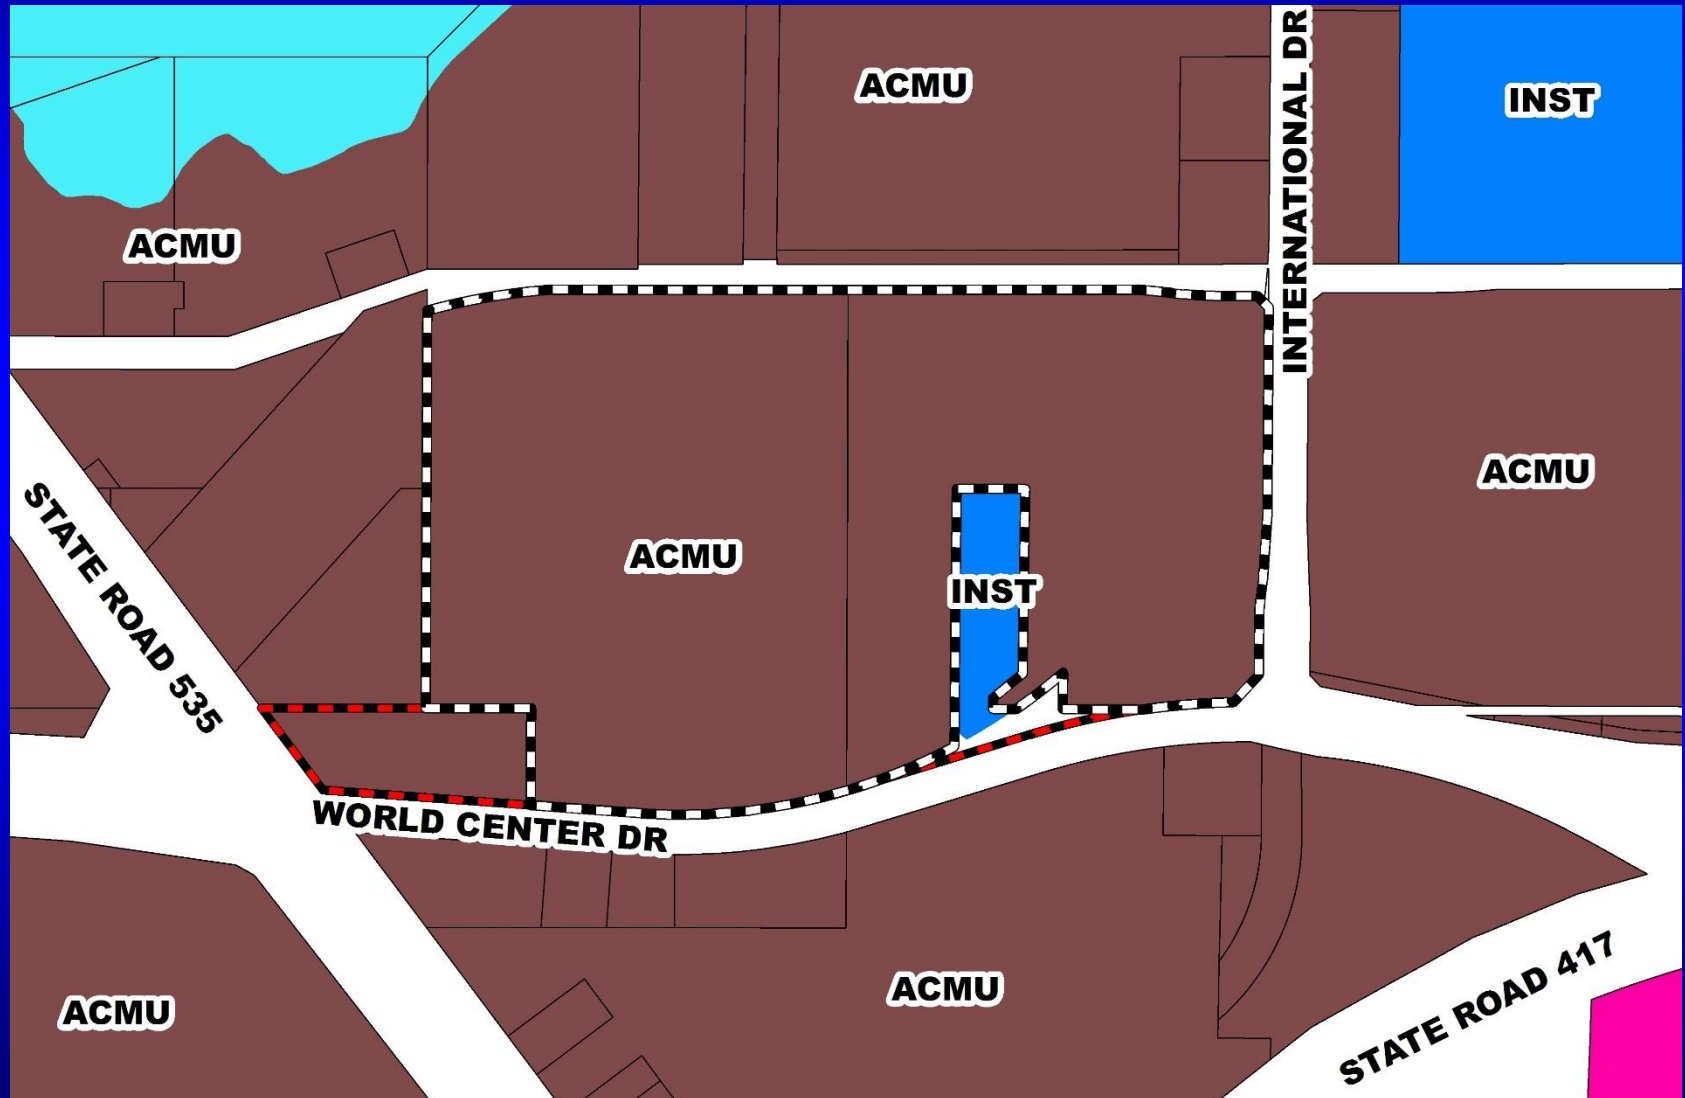 ACMU
INST
INTERNATIONAL DR
ACMU
ACMU
ACMU
INST
STATE ROAD 535
WORLD CENTER DR
ACMU
ACMU
STATE ROAD 417